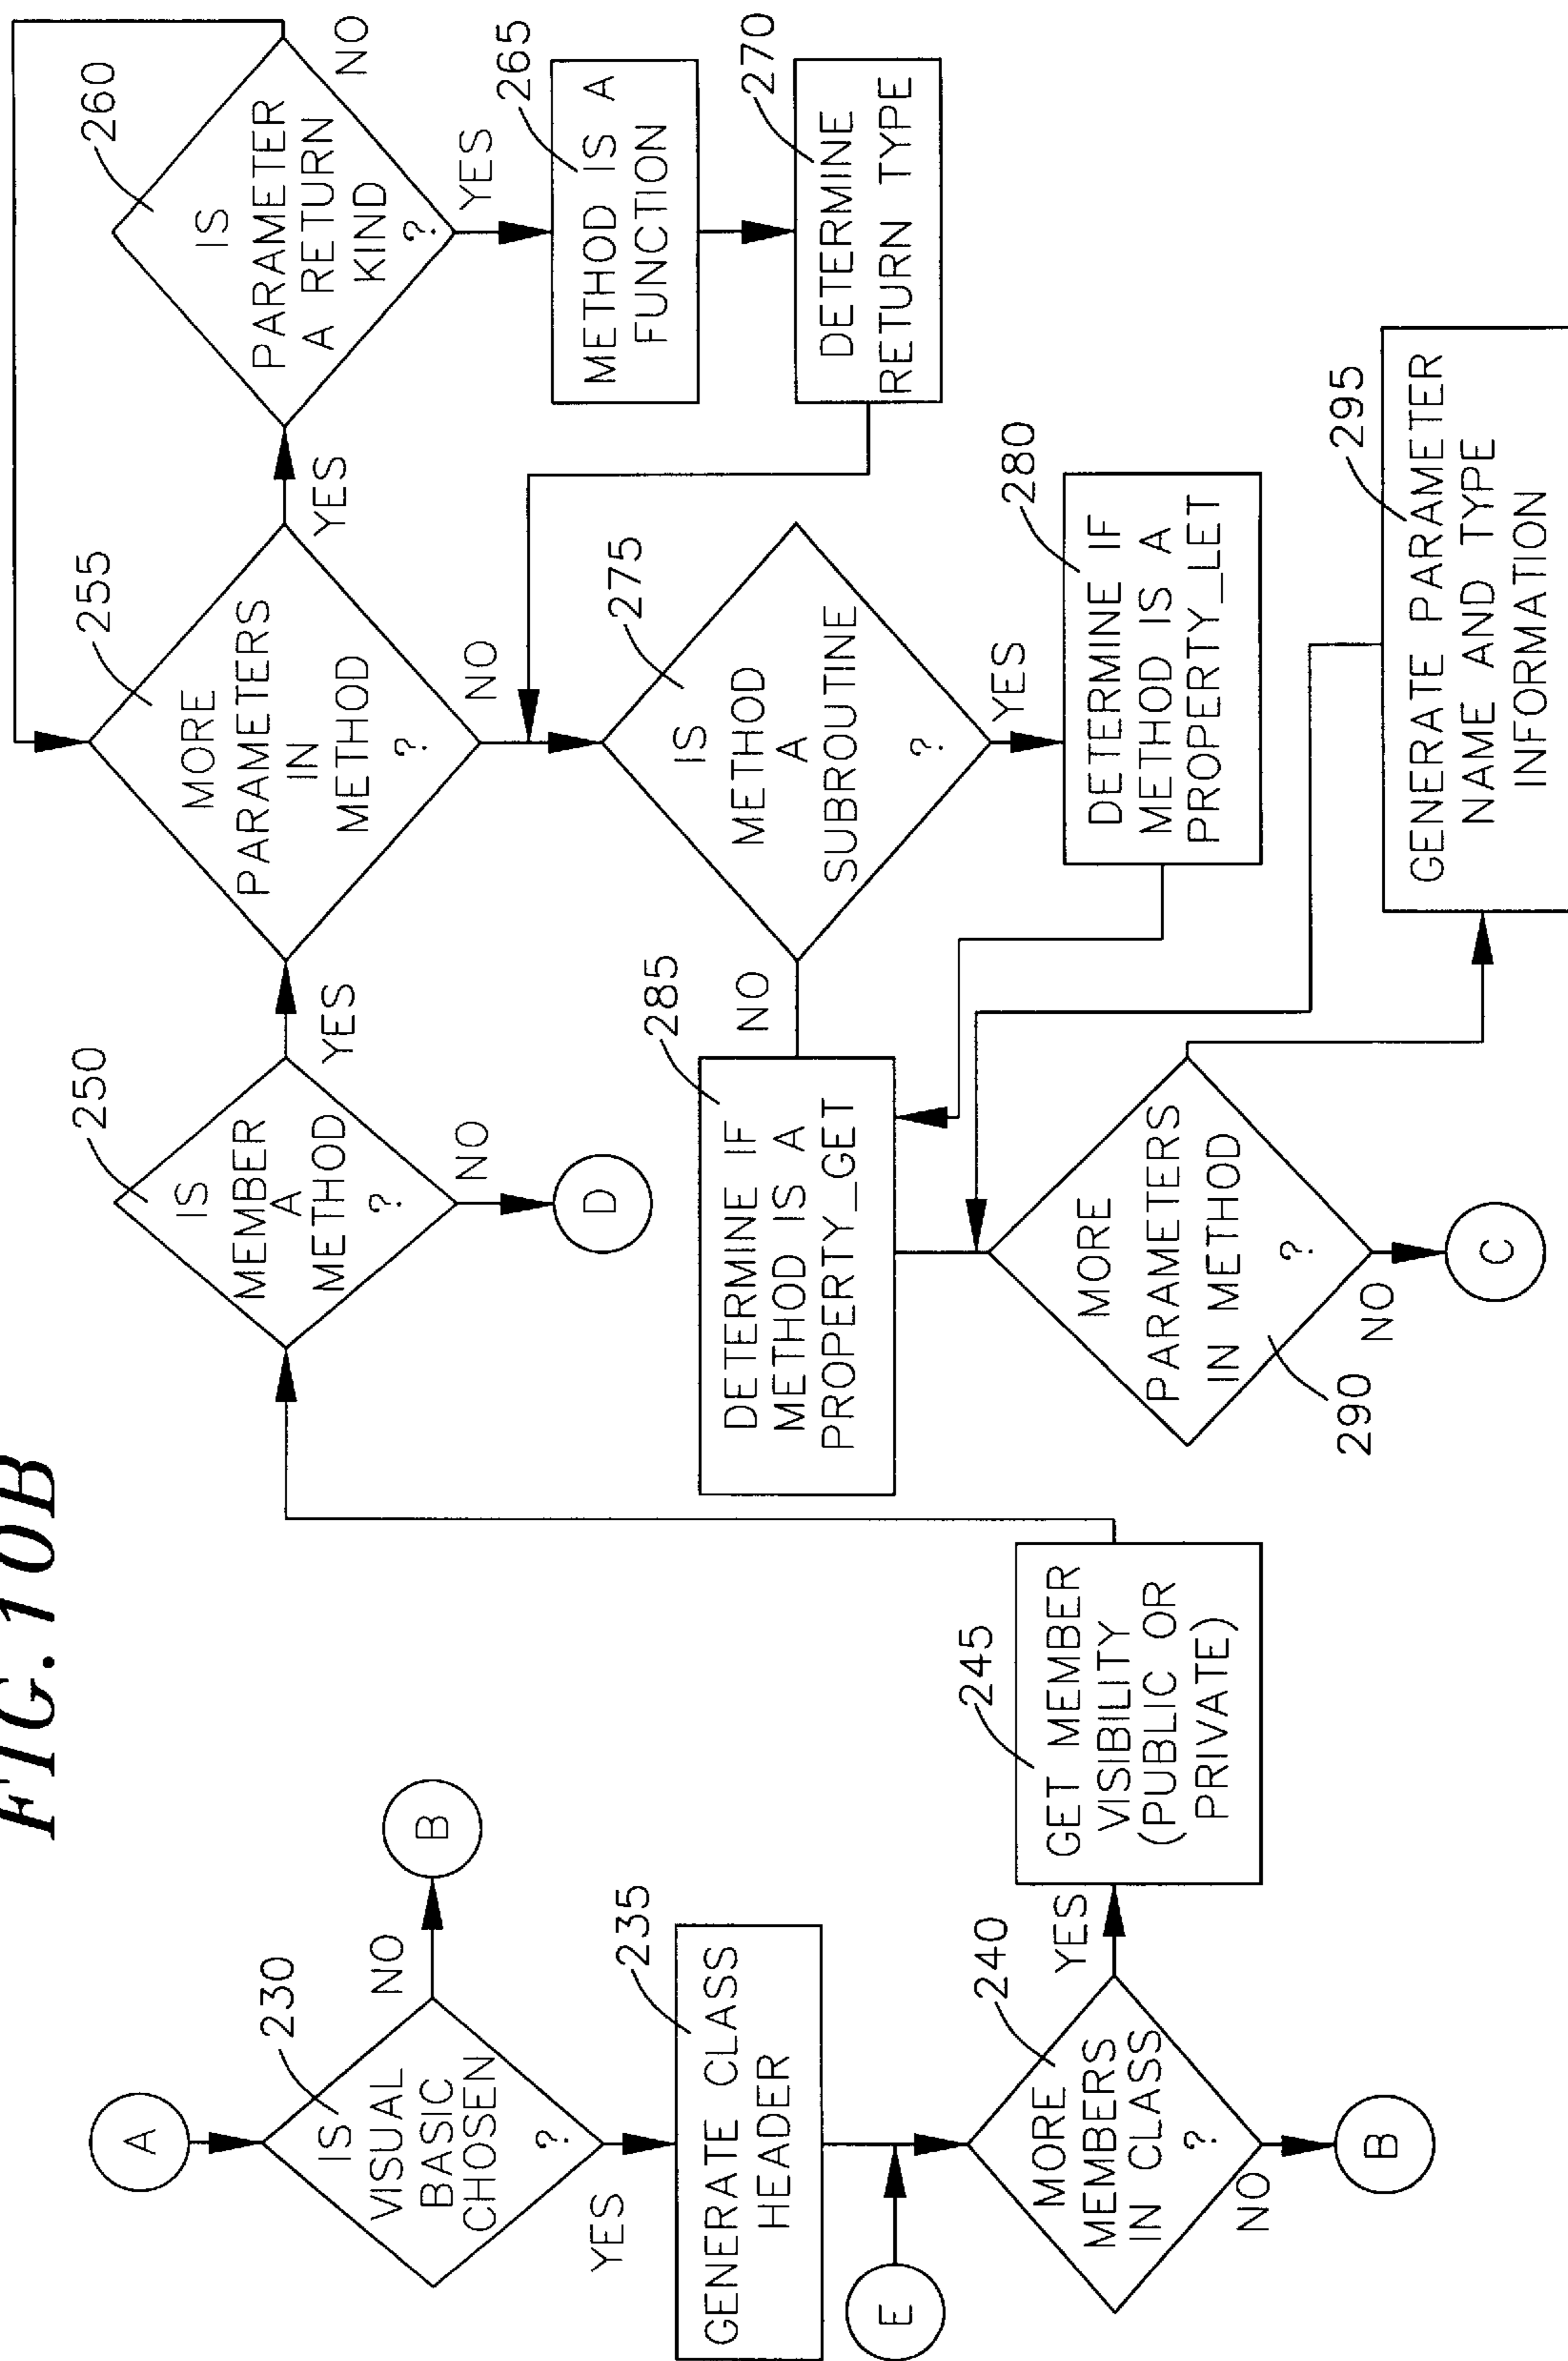 FIG. 10B
A
230
IS
VISUAL
BASIC
CHOSEN
?
NO
B
YES
235
GENERATE CLASS
HEADER
E
240
MORE
MEMBERS
IN CLASS
?
NO
B
YES
245
GET MEMBER
VISIBILITY
(PUBLIC OR
PRIVATE)
250
IS
MEMBER
A
METHOD
?
NO
D
YES
255
MORE
PARAMETERS
IN
METHOD
?
YES
NO
260
IS
PARAMETER
A RETURN
KIND
?
NO
YES
265
METHOD IS A
FUNCTION
270
DETERMINE
RETURN TYPE
275
IS
METHOD
A
SUBROUTINE
?
NO
YES
280
DETERMINE IF
METHOD IS A
PROPERTY_LET
285
DETERMINE IF
METHOD IS A
PROPERTY_GET
290
MORE
PARAMETERS
IN METHOD
?
NO
C
295
GENERATE PARAMETER
NAME AND TYPE
INFORMATION